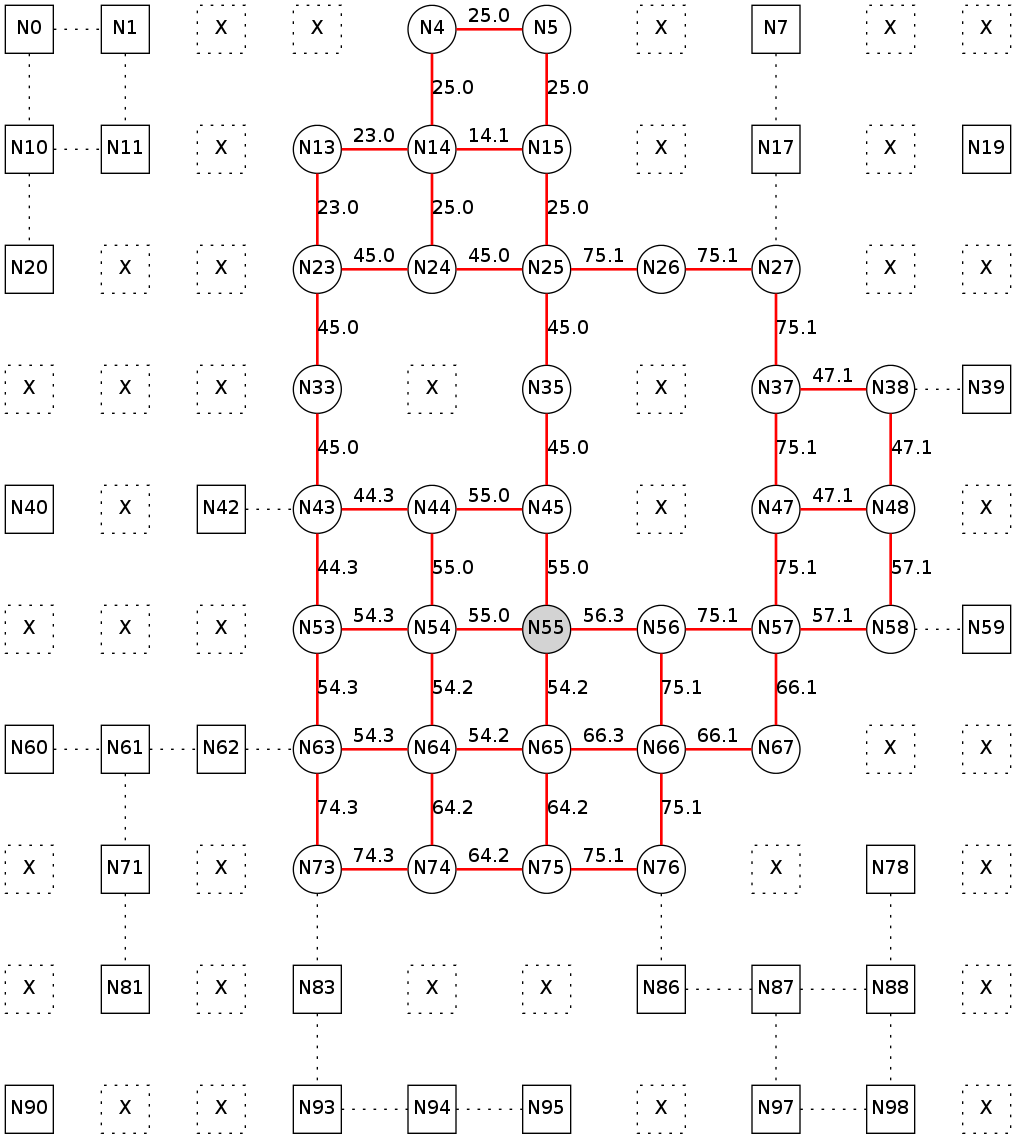 N0 N1 X X N4 25.0 N5 X N7 X X
25.0 25.0
N10 N11 X N13 23.0 N14 14.1 N15 X N17 X N19
23.0 25.0 25.0
N20 X X N23 45.0 N24 45.0 N25 75.1 N26 75.1 N27 X X
45.0 45.0 75.1
X X X N33 X N35 X N37 47.1 N38 N39
45.0 45.0 75.1 47.1
N40 X N42 N43 44.3 N44 55.0 N45 X N47 47.1 N48 X
44.3 55.0 55.0 75.1 57.1
X X X N53 54.3 N54 55.0 N55 56.3 N56 75.1 N57 57.1 N58 N59
54.3 54.2 54.2 75.1 66.1
N60 N61 N62 N63 54.3 N64 54.2 N65 66.3 N66 66.1 N67 X X
74.3 64.2 64.2 75.1
X N71 X N73 74.3 N74 64.2 N75 75.1 N76 X N78 X
X N81 X N83 X X N86 N87 N88 X
N90 X X N93 N94 N95 X N97 N98 X